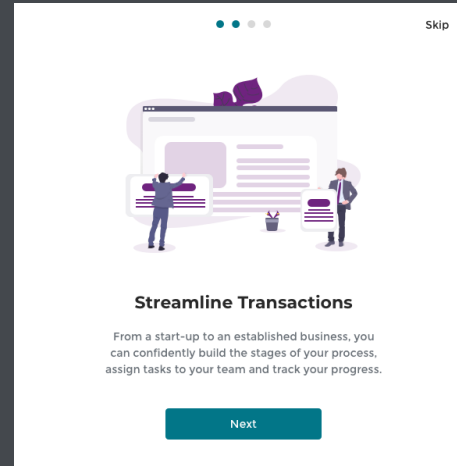 Skip
Streamline Transactions
From a start-up to an established business, you
can confidently build the stages of your process,
assign tasks to your team and track your progress.
Next